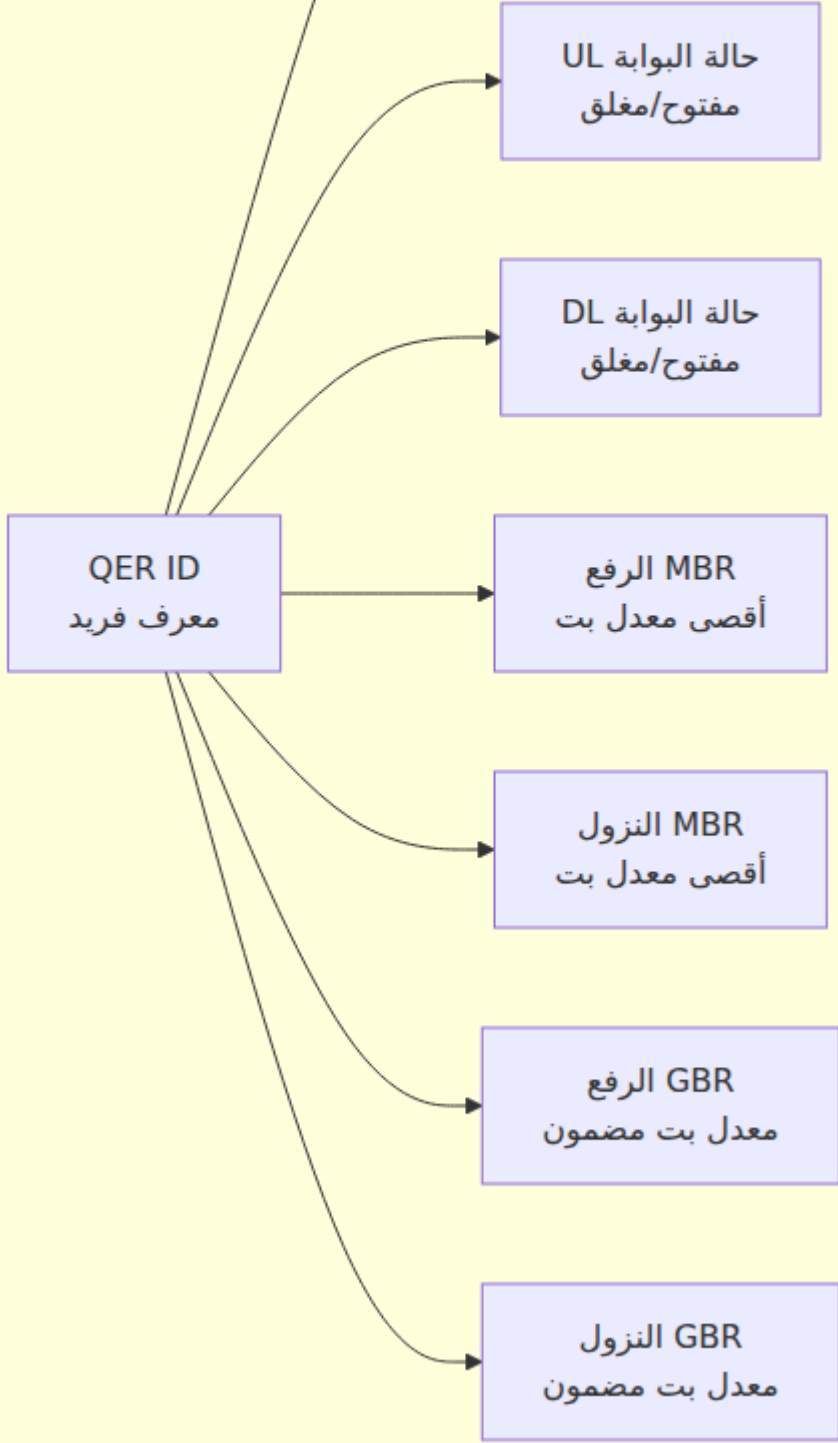 حالة البوابة UL
مفتوح/مغلق
حالة البوابة DL
مفتوح/مغلق
QER ID
معرف فريد
MBR الرفع
أقصى معدل بت
MBR النزول
أقصى معدل بت
GBR الرفع
معدل بت مضمون
GBR النزول
معدل بت مضمون